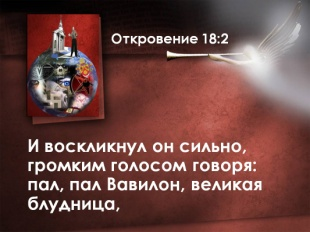 Откровение 18:2
И воскликнул он сильно,
громким голосом говоря:
пал, пал Вавилон, великая
блудница,